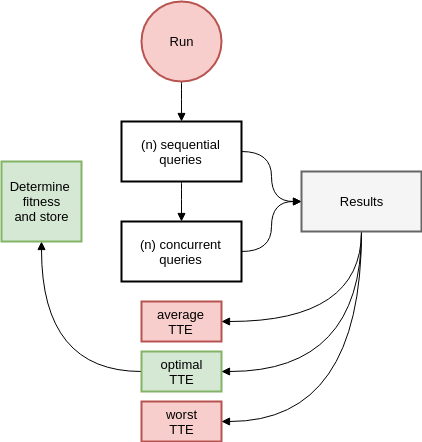 Run
(n) sequential
queries
Determine
fitness
and store
Results
(n) concurrent
queries
average
TTE
optimal
TTE
worst
TTE